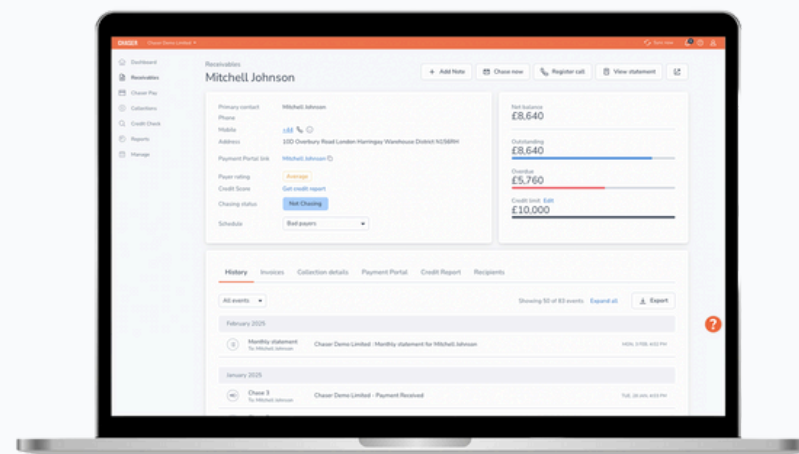 CHASER Chaser Demo Limited
Sync now
Dashboard
Receivables
Chaser Pay
Collections
Credit Check
Reports
Manage
Receivables
Mitchell Johnson
+ Add Note
Chase now
Register call
View statement
Primary contact Mitchell Johnson
Phone
Mobile +44
Address 10D Overbury Road London Harringay Warehouse District N156RH
Payment Portal link Mitchell Johnson
Payer rating Average
Credit Score Get credit report
Chasing status Not Chasing
Schedule Bad payers
Net balance
£8,640
Outstanding
£8,640
Overdue
£5,760
Credit limit Edit
£10,000
History Invoices Collection details Payment Portal Credit Report Recipients
All events
Showing 50 of 83 events Expand all Export
February 2025
Monthly statement
To: Mitchell Johnson
Chaser Demo Limited : Monthly statement for Mitchell Johnson
January 2025
Chase 3
To: Mitchell Johnson
Chaser Demo Limited - Payment Received
?